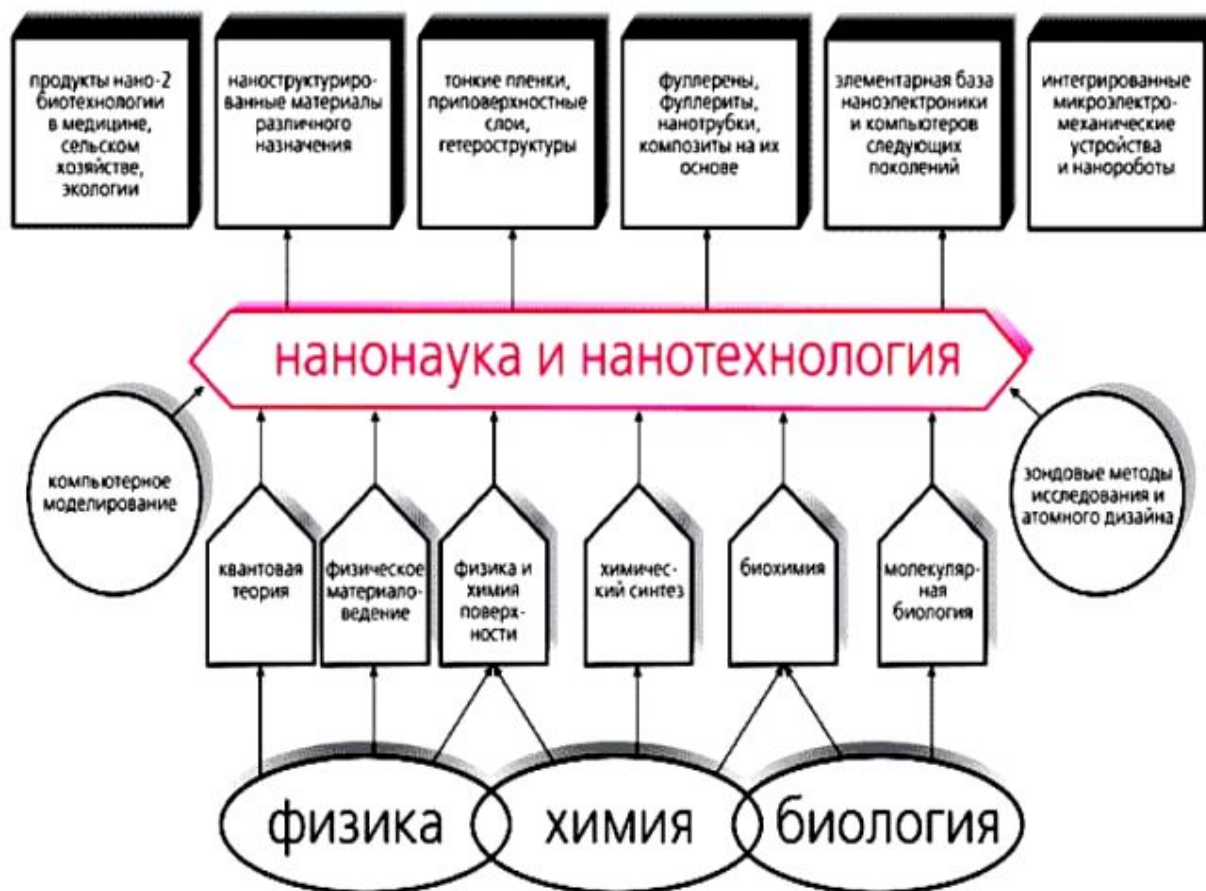 продукты нано-2
биотехнологии
в медицине,
сельском
хозяйстве,
экологии
наноструктуриро-
ванные материалы
различного
назначения
тонкие пленки,
приповерхностные
слои,
гетероструктуры
фуллерены,
фуллериты,
нанотрубки,
композиты на их
основе
элементарная база
наноэлектроники
и компьютеров
следующих
поколений
интегрированные
микроэлектро-
механические
устройства
и нанороботы
нанонаука и нанотехнология
компьютерное
моделирование
зондовые методы
исследования и
атомного дизайна
квантовая
теория
физическое
материало-
ведение
физика и
химия
поверх-
ности
химичес-
кий синтез
биохимия
молекуляр-
ная
биология
физика
химия
биология